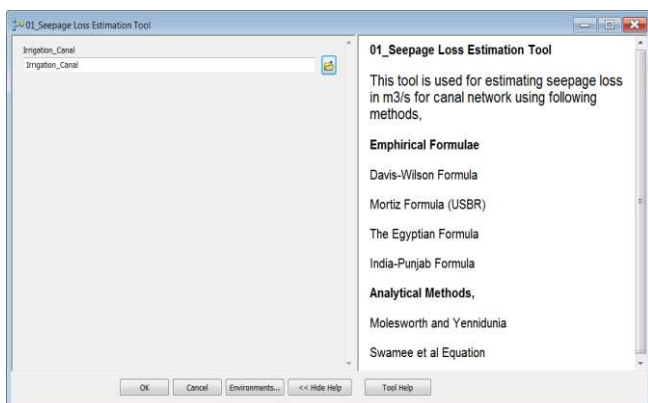 01_Seepage Loss Estimation Tool
Irrigation_Canal
Irrigation_Canal
01_Seepage Loss Estimation Tool
This tool is used for estimating seepage loss
in m3/s for canal network using following
methods,
Emphirical Formulae
Davis-Wilson Formula
Mortiz Formula (USBR)
The Egyptian Formula
India-Punjab Formula
Analytical Methods,
Molesworth and Yennidunia
Swamee et al Equation
OK
Cancel
Environments...
<< Hide Help
Tool Help